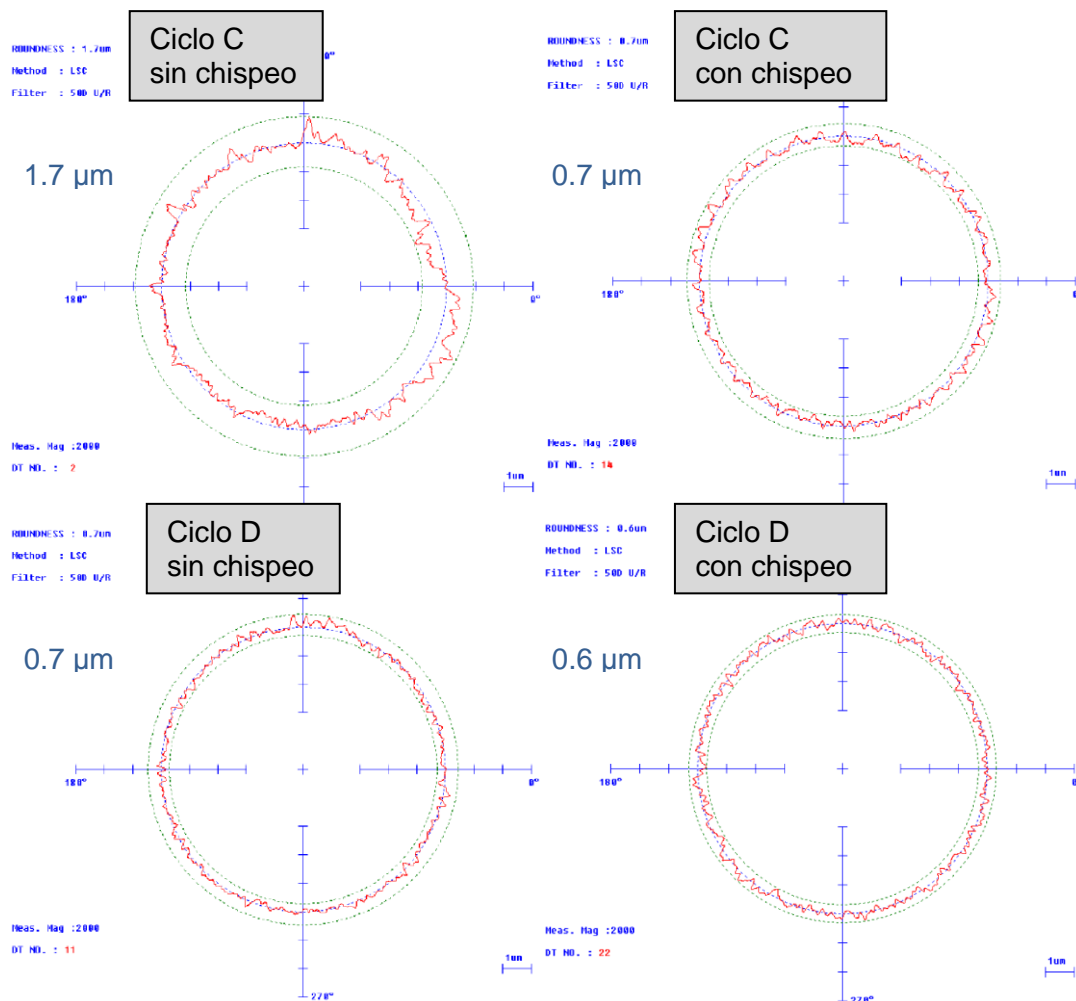 Ciclo C
sin chispeo
ROUNDNESS : 1.7um
Method : LSC
Filter : 50D U/R
0°
1.7 µm
180°
0°
Meas. Mag :2000
DT NO. : 2
1um
Ciclo C
con chispeo
ROUNDNESS : 0.7um
Method : LSC
Filter : 50D U/R
0.7 µm
180°
Meas. Mag :2000
DT NO. : 14
1um
Ciclo D
sin chispeo
ROUNDNESS : 0.7um
Method : LSC
Filter : 50D U/R
0.7 µm
180°
0°
Meas. Mag :2000
DT NO. : 11
1um
270°
Ciclo D
con chispeo
ROUNDNESS : 0.6um
Method : LSC
Filter : 50D U/R
0.6 µm
180°
Meas. Mag :2000
DT NO. : 22
1um
270°